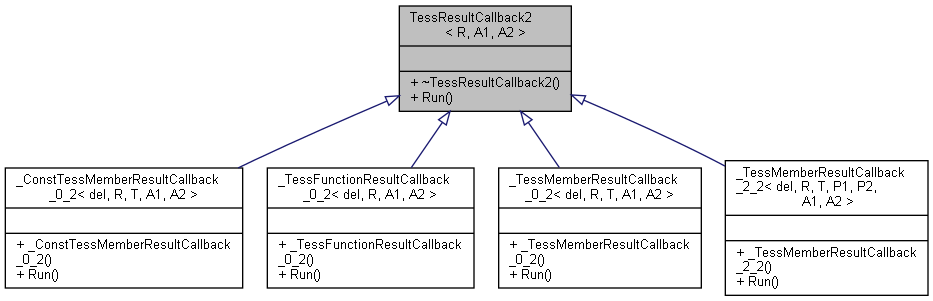 TessResultCallback2
< R, A1, A2 >
+ ~TessResultCallback2()
+ Run()
_ConstTessMemberResultCallback
_0_2< del, R, T, A1, A2 >
+ _ConstTessMemberResultCallback
_0_2()
+ Run()
_TessFunctionResultCallback
_0_2< del, R, A1, A2 >
+ _TessFunctionResultCallback
_0_2()
+ Run()
_TessMemberResultCallback
_0_2< del, R, T, A1, A2 >
+ _TessMemberResultCallback
_0_2()
+ Run()
_TessMemberResultCallback
_2_2< del, R, T, P1, P2,
A1, A2 >
+ _TessMemberResultCallback
_2_2()
+ Run()